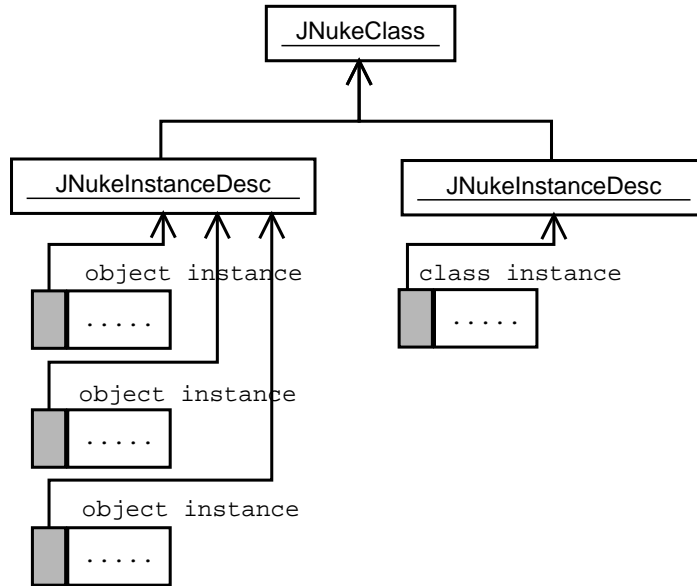 JNukeClass
JNukeInstanceDesc
JNukeInstanceDesc
object instance
class instance
.....
.....
object instance
.....
object instance
.....